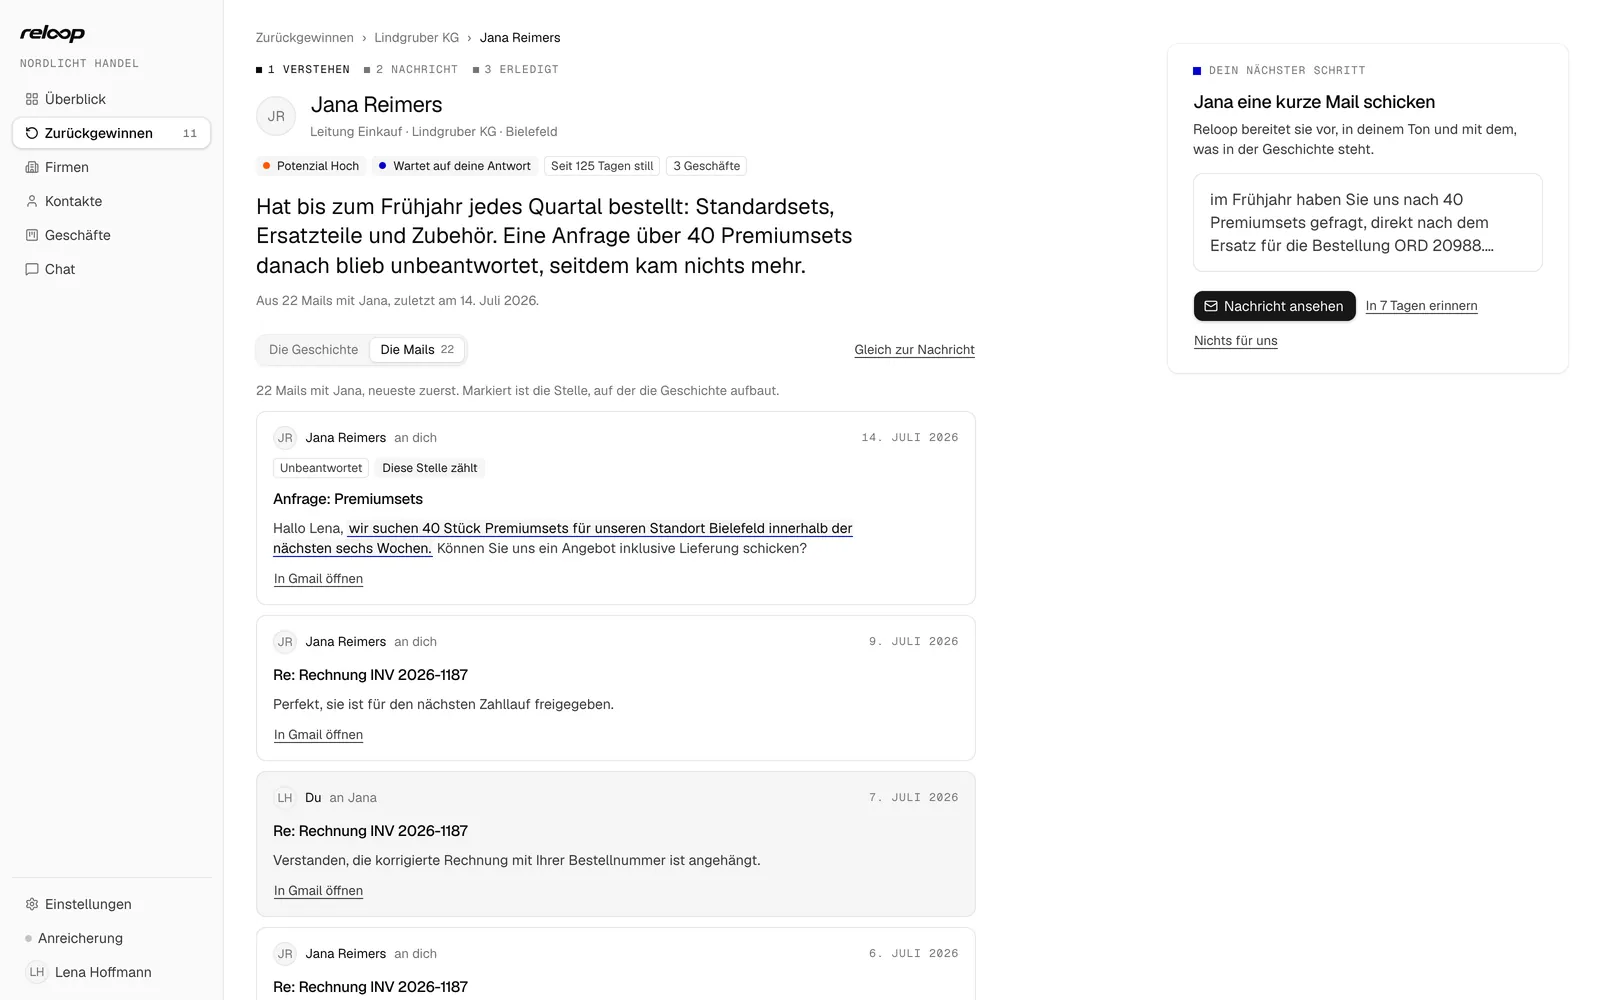 reloop
NORDLICHT HANDEL
Überblick
Zurückgewinnen 11
Firmen
Kontakte
Geschäfte
Chat
Einstellungen
Anreicherung
LH Lena Hoffmann
Zurückgewinnen › Lindgruber KG › Jana Reimers
1 VERSTEHEN 2 NACHRICHT 3 ERLEDIGT
JR Jana Reimers
Leitung Einkauf · Lindgruber KG · Bielefeld
Potenzial Hoch Wartet auf deine Antwort Seit 125 Tagen still 3 Geschäfte
Hat bis zum Frühjahr jedes Quartal bestellt: Standardsets,
Ersatzteile und Zubehör. Eine Anfrage über 40 Premiumsets
danach blieb unbeantwortet, seitdem kam nichts mehr.
Aus 22 Mails mit Jana, zuletzt am 14. Juli 2026.
Die Geschichte Die Mails 22 Gleich zur Nachricht
22 Mails mit Jana, neueste zuerst. Markiert ist die Stelle, auf der die Geschichte aufbaut.
JR Jana Reimers an dich 14. JULI 2026
Unbeantwortet Diese Stelle zählt
Anfrage: Premiumsets
Hallo Lena, wir suchen 40 Stück Premiumsets für unseren Standort Bielefeld innerhalb der
nächsten sechs Wochen. Können Sie uns ein Angebot inklusive Lieferung schicken?
In Gmail öffnen
JR Jana Reimers an dich 9. JULI 2026
Re: Rechnung INV 2026-1187
Perfekt, sie ist für den nächsten Zahllauf freigegeben.
In Gmail öffnen
LH Du an Jana 7. JULI 2026
Re: Rechnung INV 2026-1187
Verstanden, die korrigierte Rechnung mit Ihrer Bestellnummer ist angehängt.
In Gmail öffnen
JR Jana Reimers an dich 6. JULI 2026
Re: Rechnung INV 2026-1187
DEIN NÄCHSTER SCHRITT
Jana eine kurze Mail schicken
Reloop bereitet sie vor, in deinem Ton und mit dem,
was in der Geschichte steht.
im Frühjahr haben Sie uns nach 40
Premiumsets gefragt, direkt nach dem
Ersatz für die Bestellung ORD 20988....
Nachricht ansehen In 7 Tagen erinnern
Nichts für uns